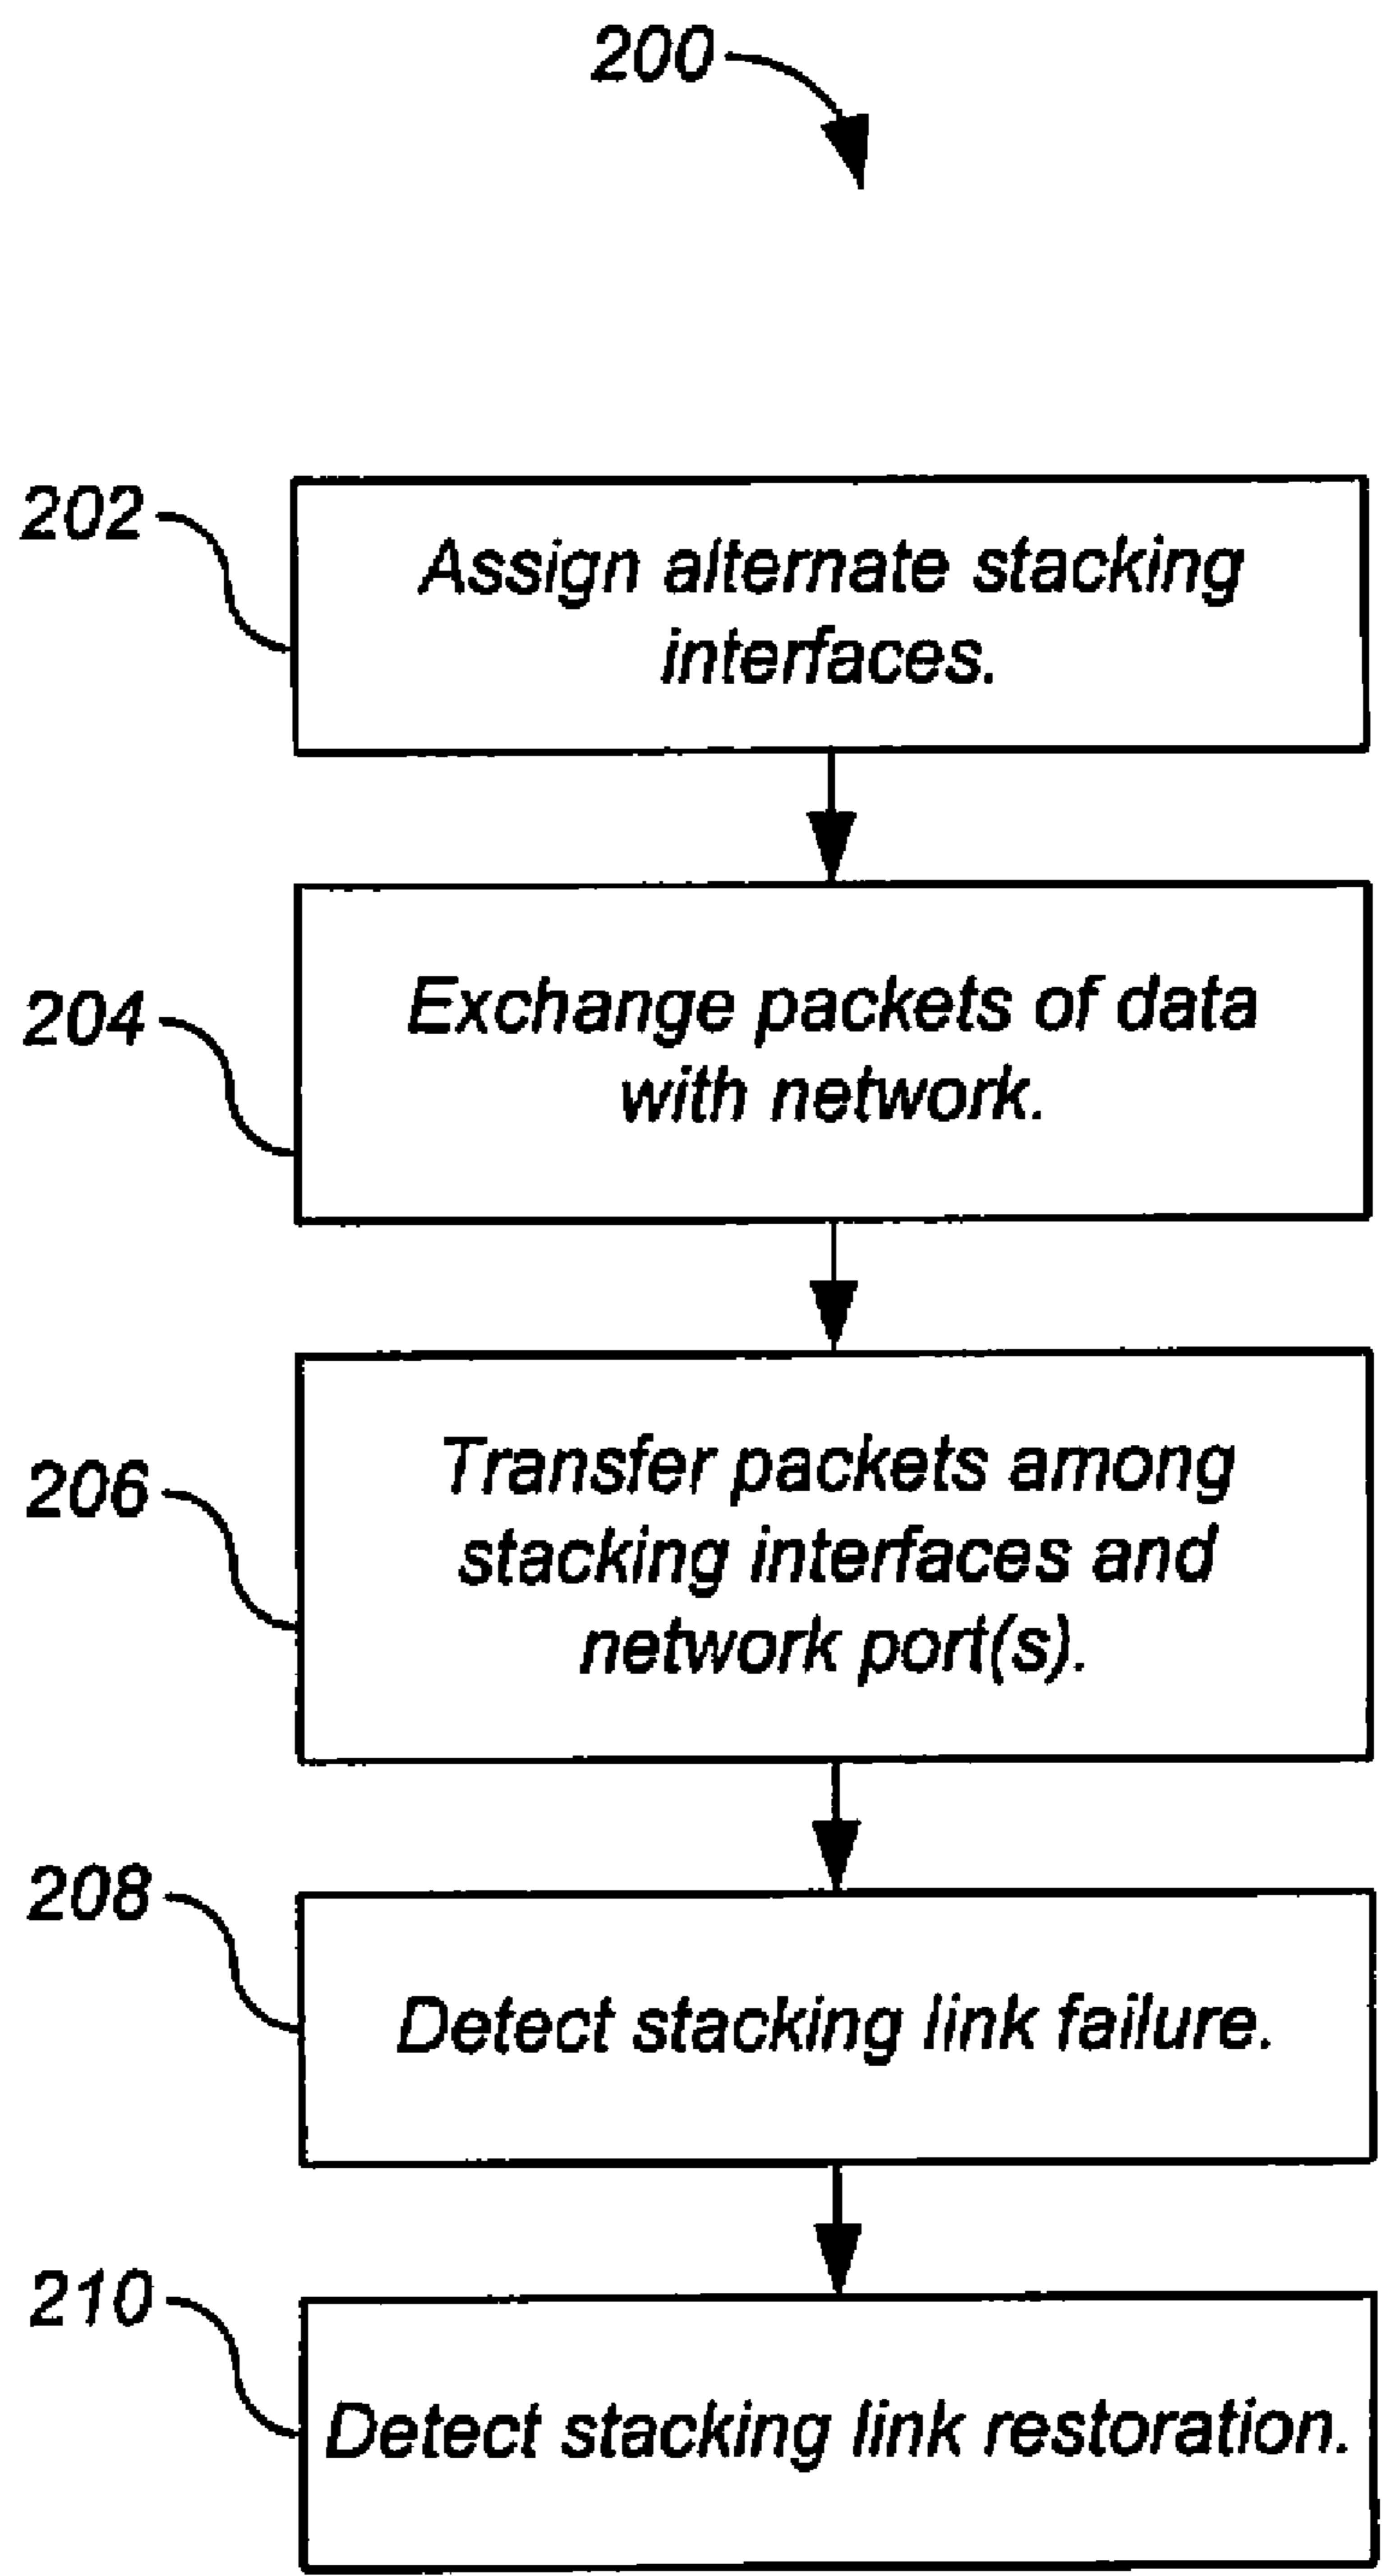 200
202
Assign alternate stacking
interfaces.
204
Exchange packets of data
with network.
206
Transfer packets among
stacking interfaces and
network port(s).
208
Detect stacking link failure.
210
Detect stacking link restoration.